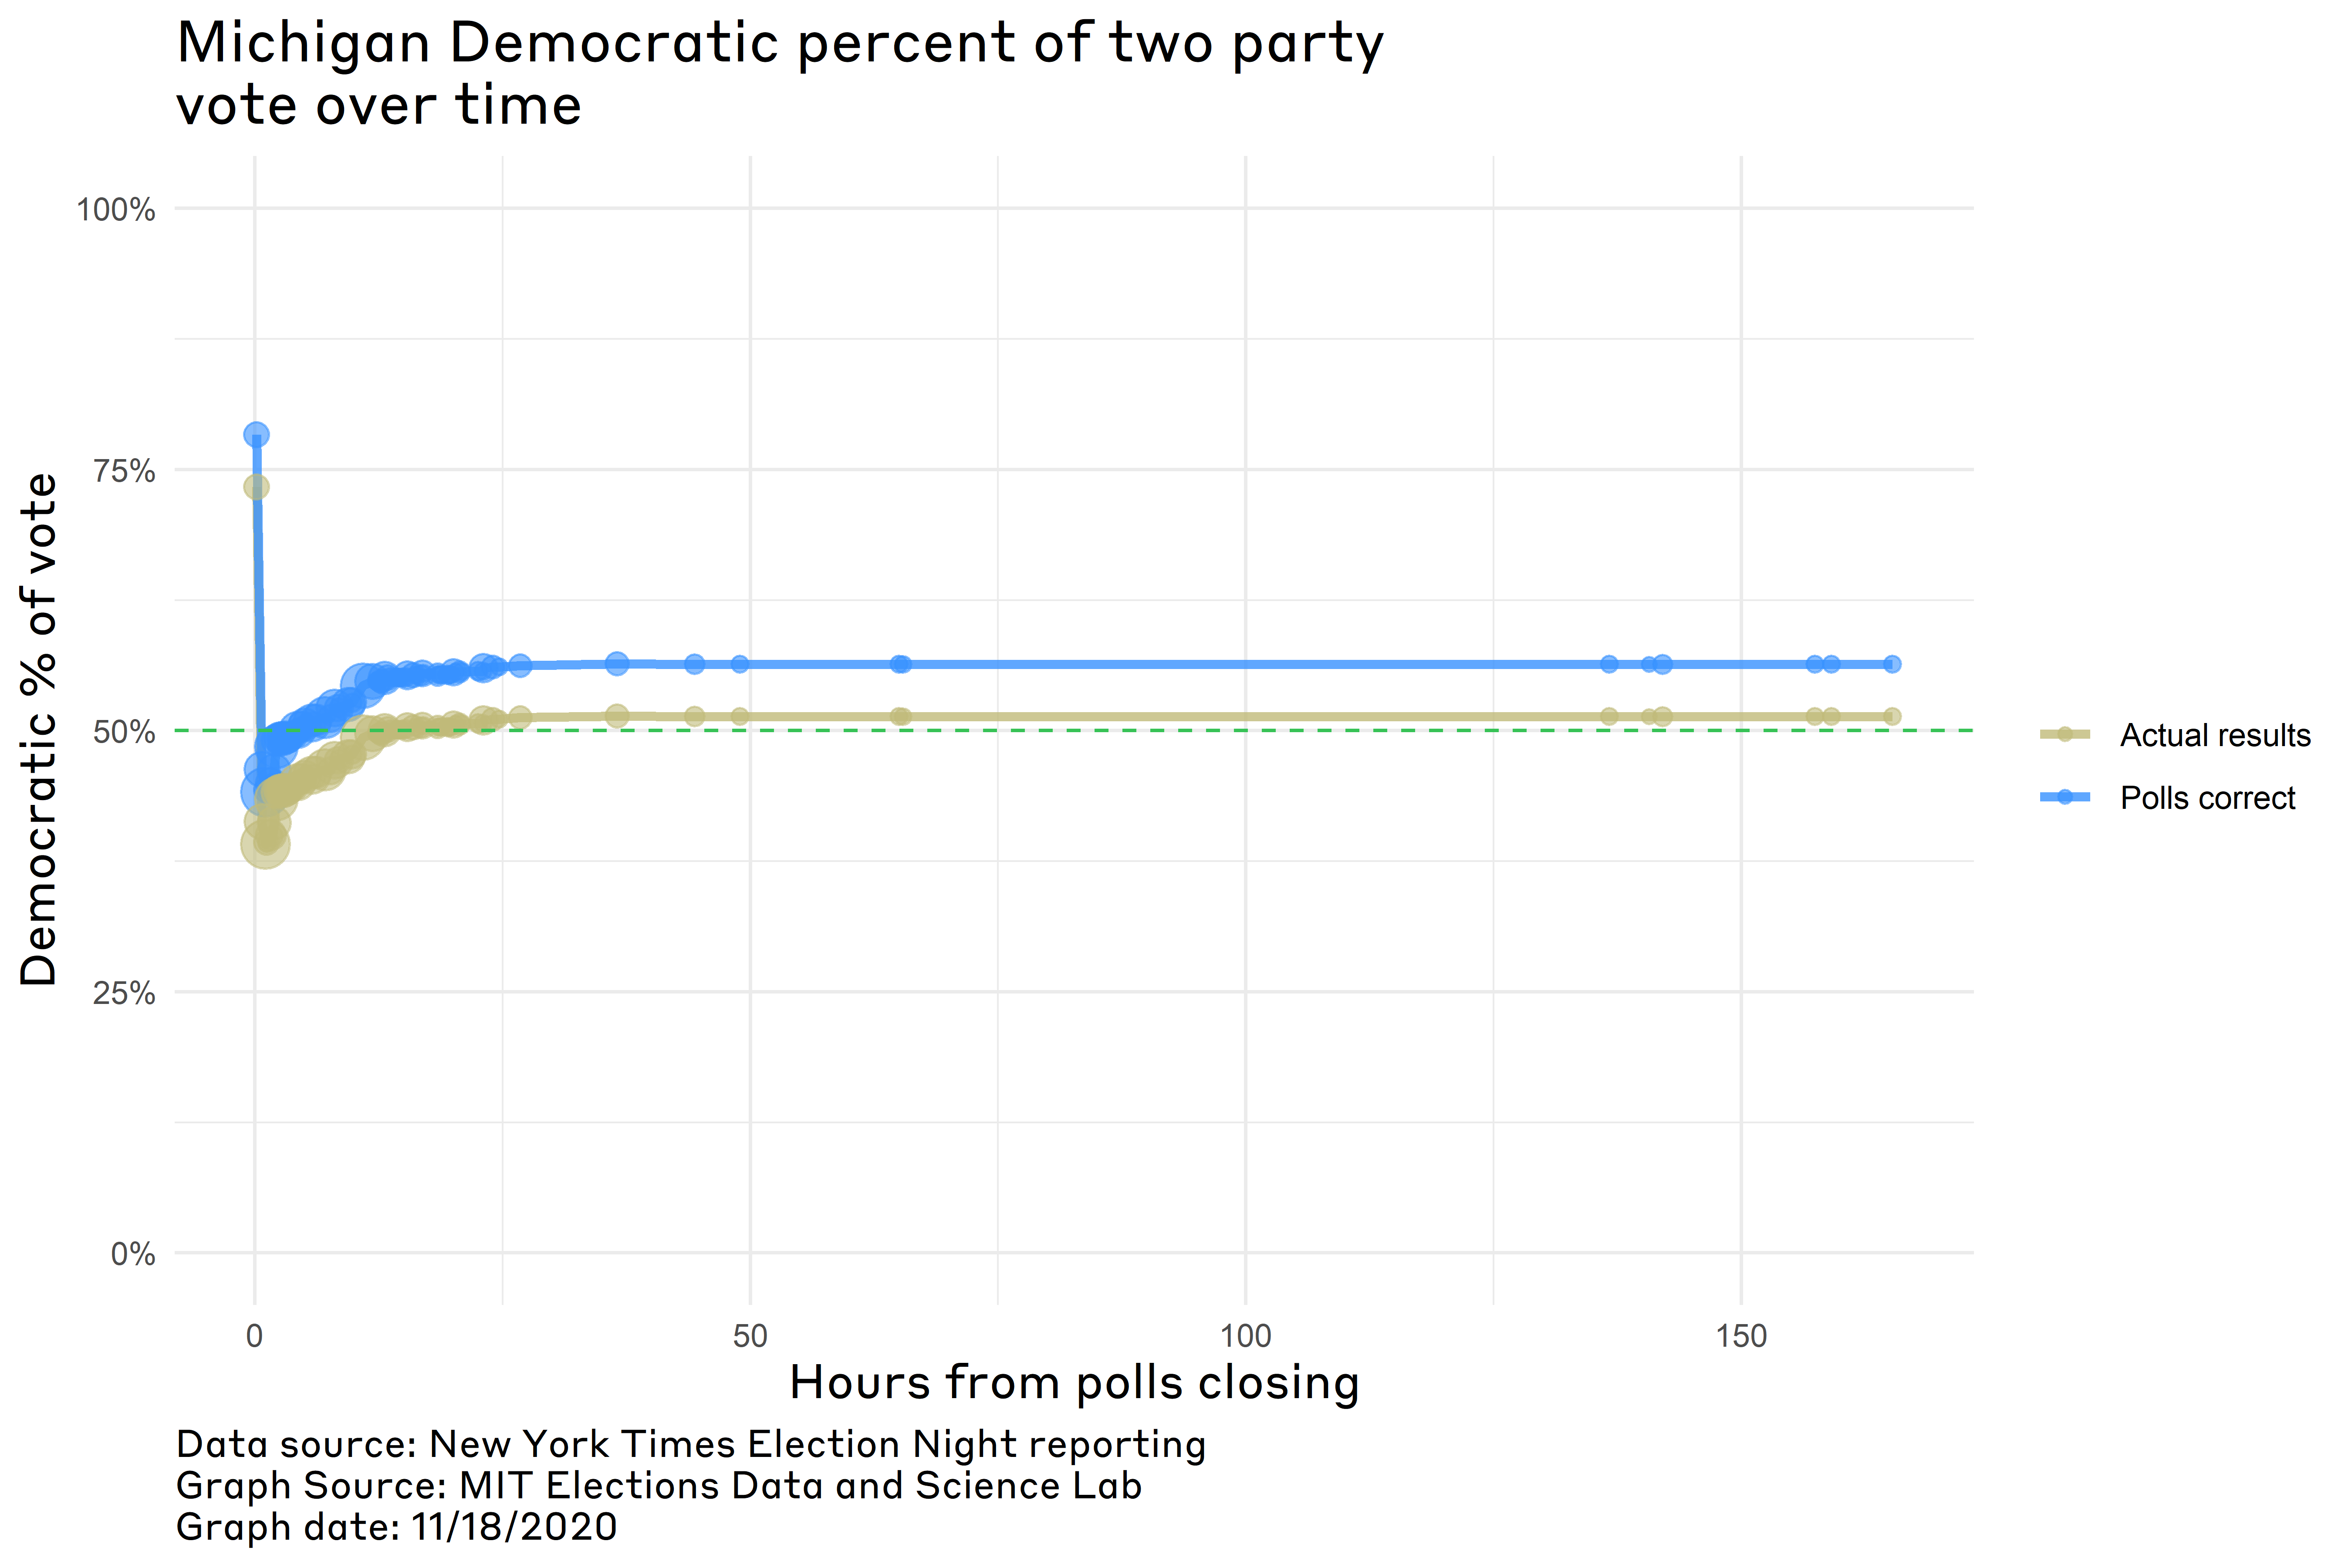 Michigan Democratic percent of two party
vote over time
100%
75%
50%
25%
0%
Democratic % of vote
0
50
100
150
Hours from polls closing
Actual results
Polls correct
Data source: New York Times Election Night reporting
Graph Source: MIT Elections Data and Science Lab
Graph date: 11/18/2020